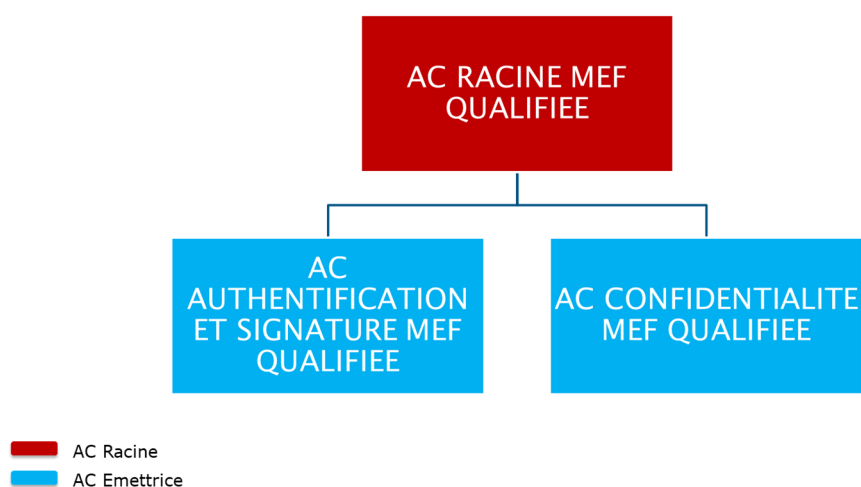 AC RACINE MEF
QUALIFIEE
AC
AUTHENTIFICATION
ET SIGNATURE MEF
QUALIFIEE
AC CONFIDENTIALITE
MEF QUALIFIEE
AC Racine
AC Emettrice